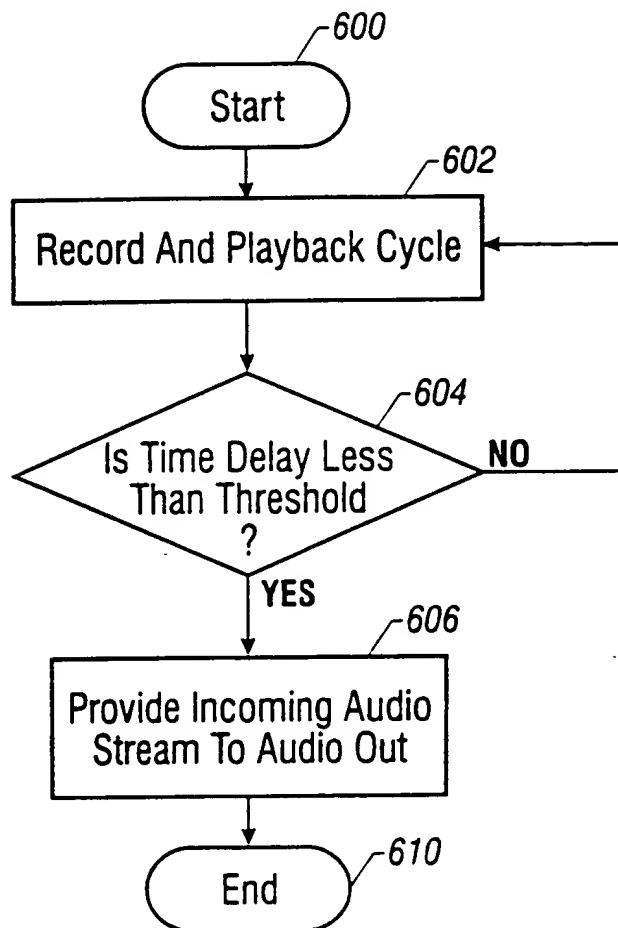 600
Start
602
Record And Playback Cycle
604
Is Time Delay Less
Than Threshold
?
NO
YES
606
Provide Incoming Audio
Stream To Audio Out
610
End